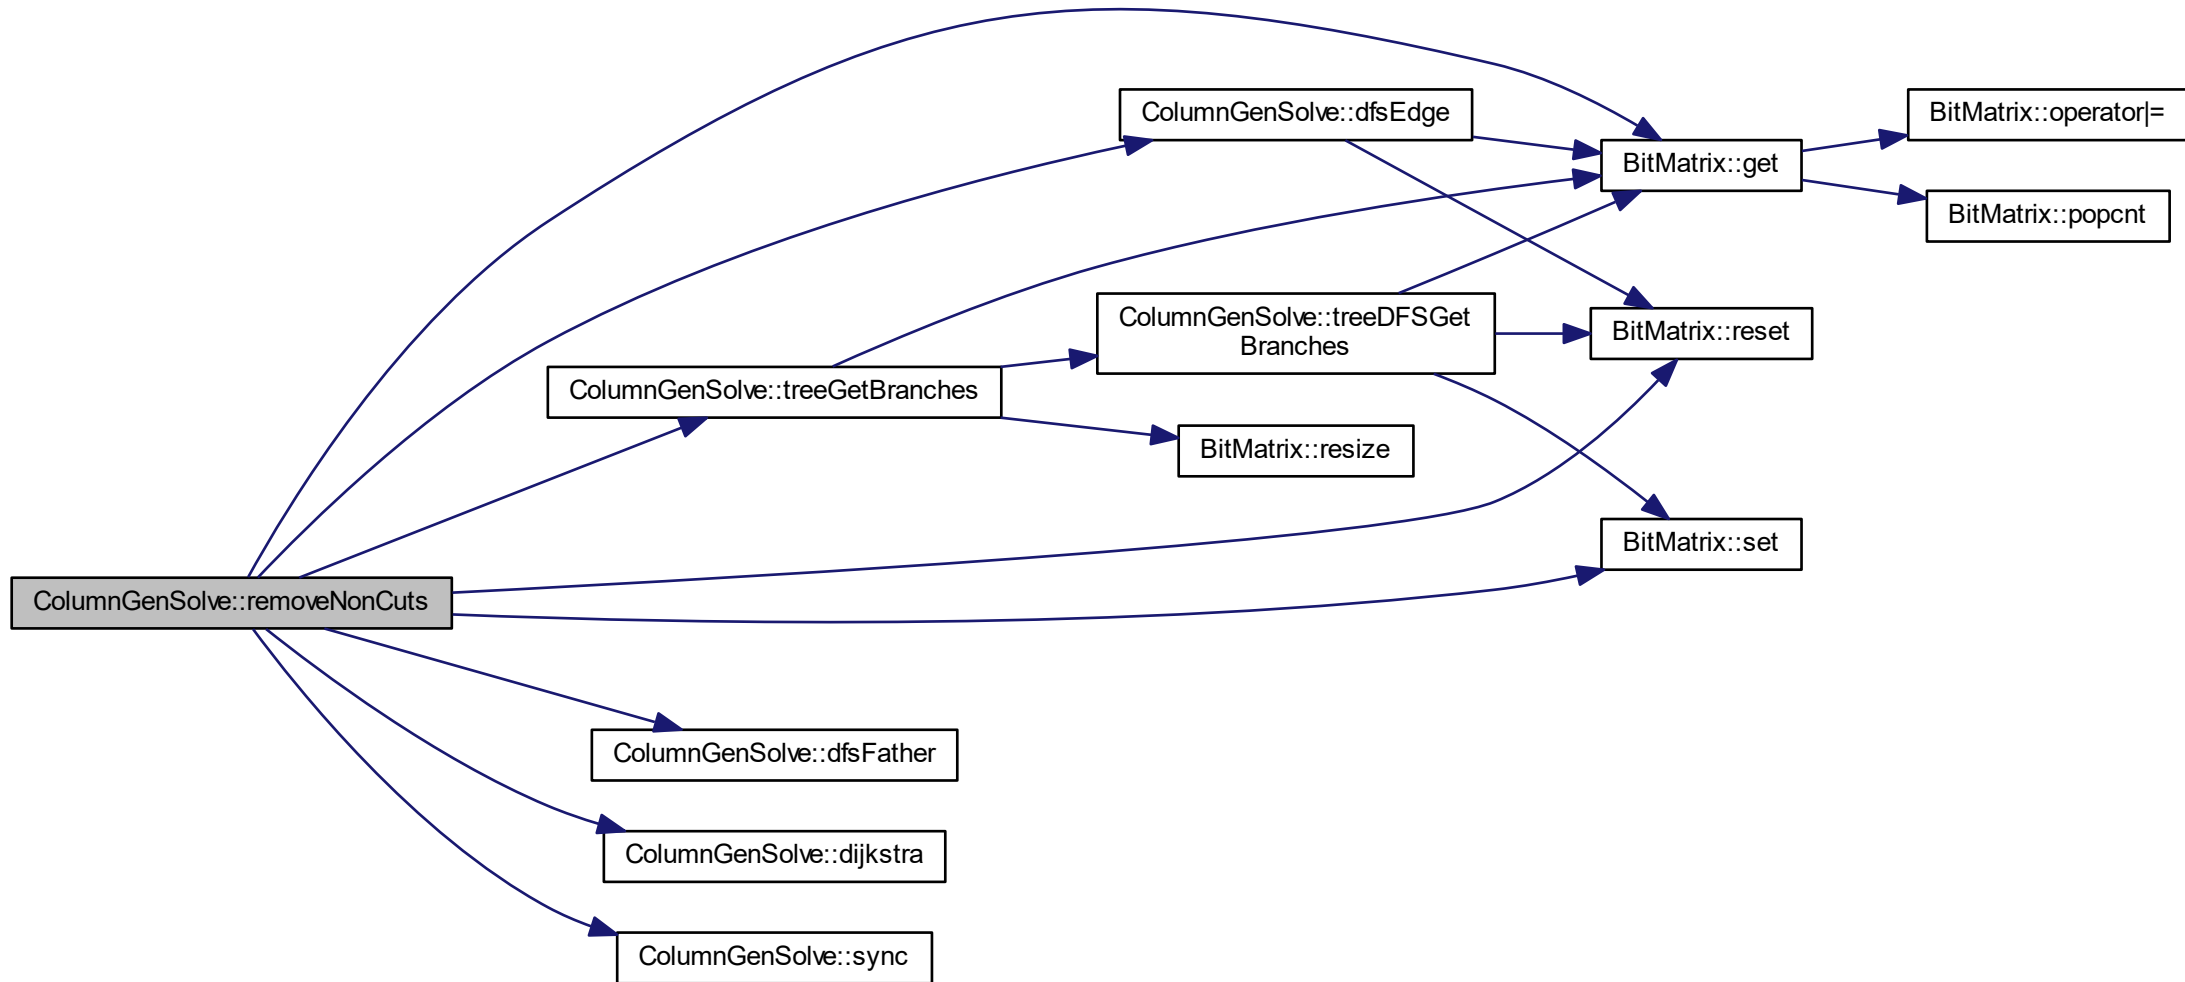 ColumnGenSolve::dfsEdge
BitMatrix::operator|=
BitMatrix::get
BitMatrix::popcnt
ColumnGenSolve::treeDFSGet
Branches
BitMatrix::reset
ColumnGenSolve::treeGetBranches
BitMatrix::resize
BitMatrix::set
ColumnGenSolve::removeNonCuts
ColumnGenSolve::dfsFather
ColumnGenSolve::dijkstra
ColumnGenSolve::sync